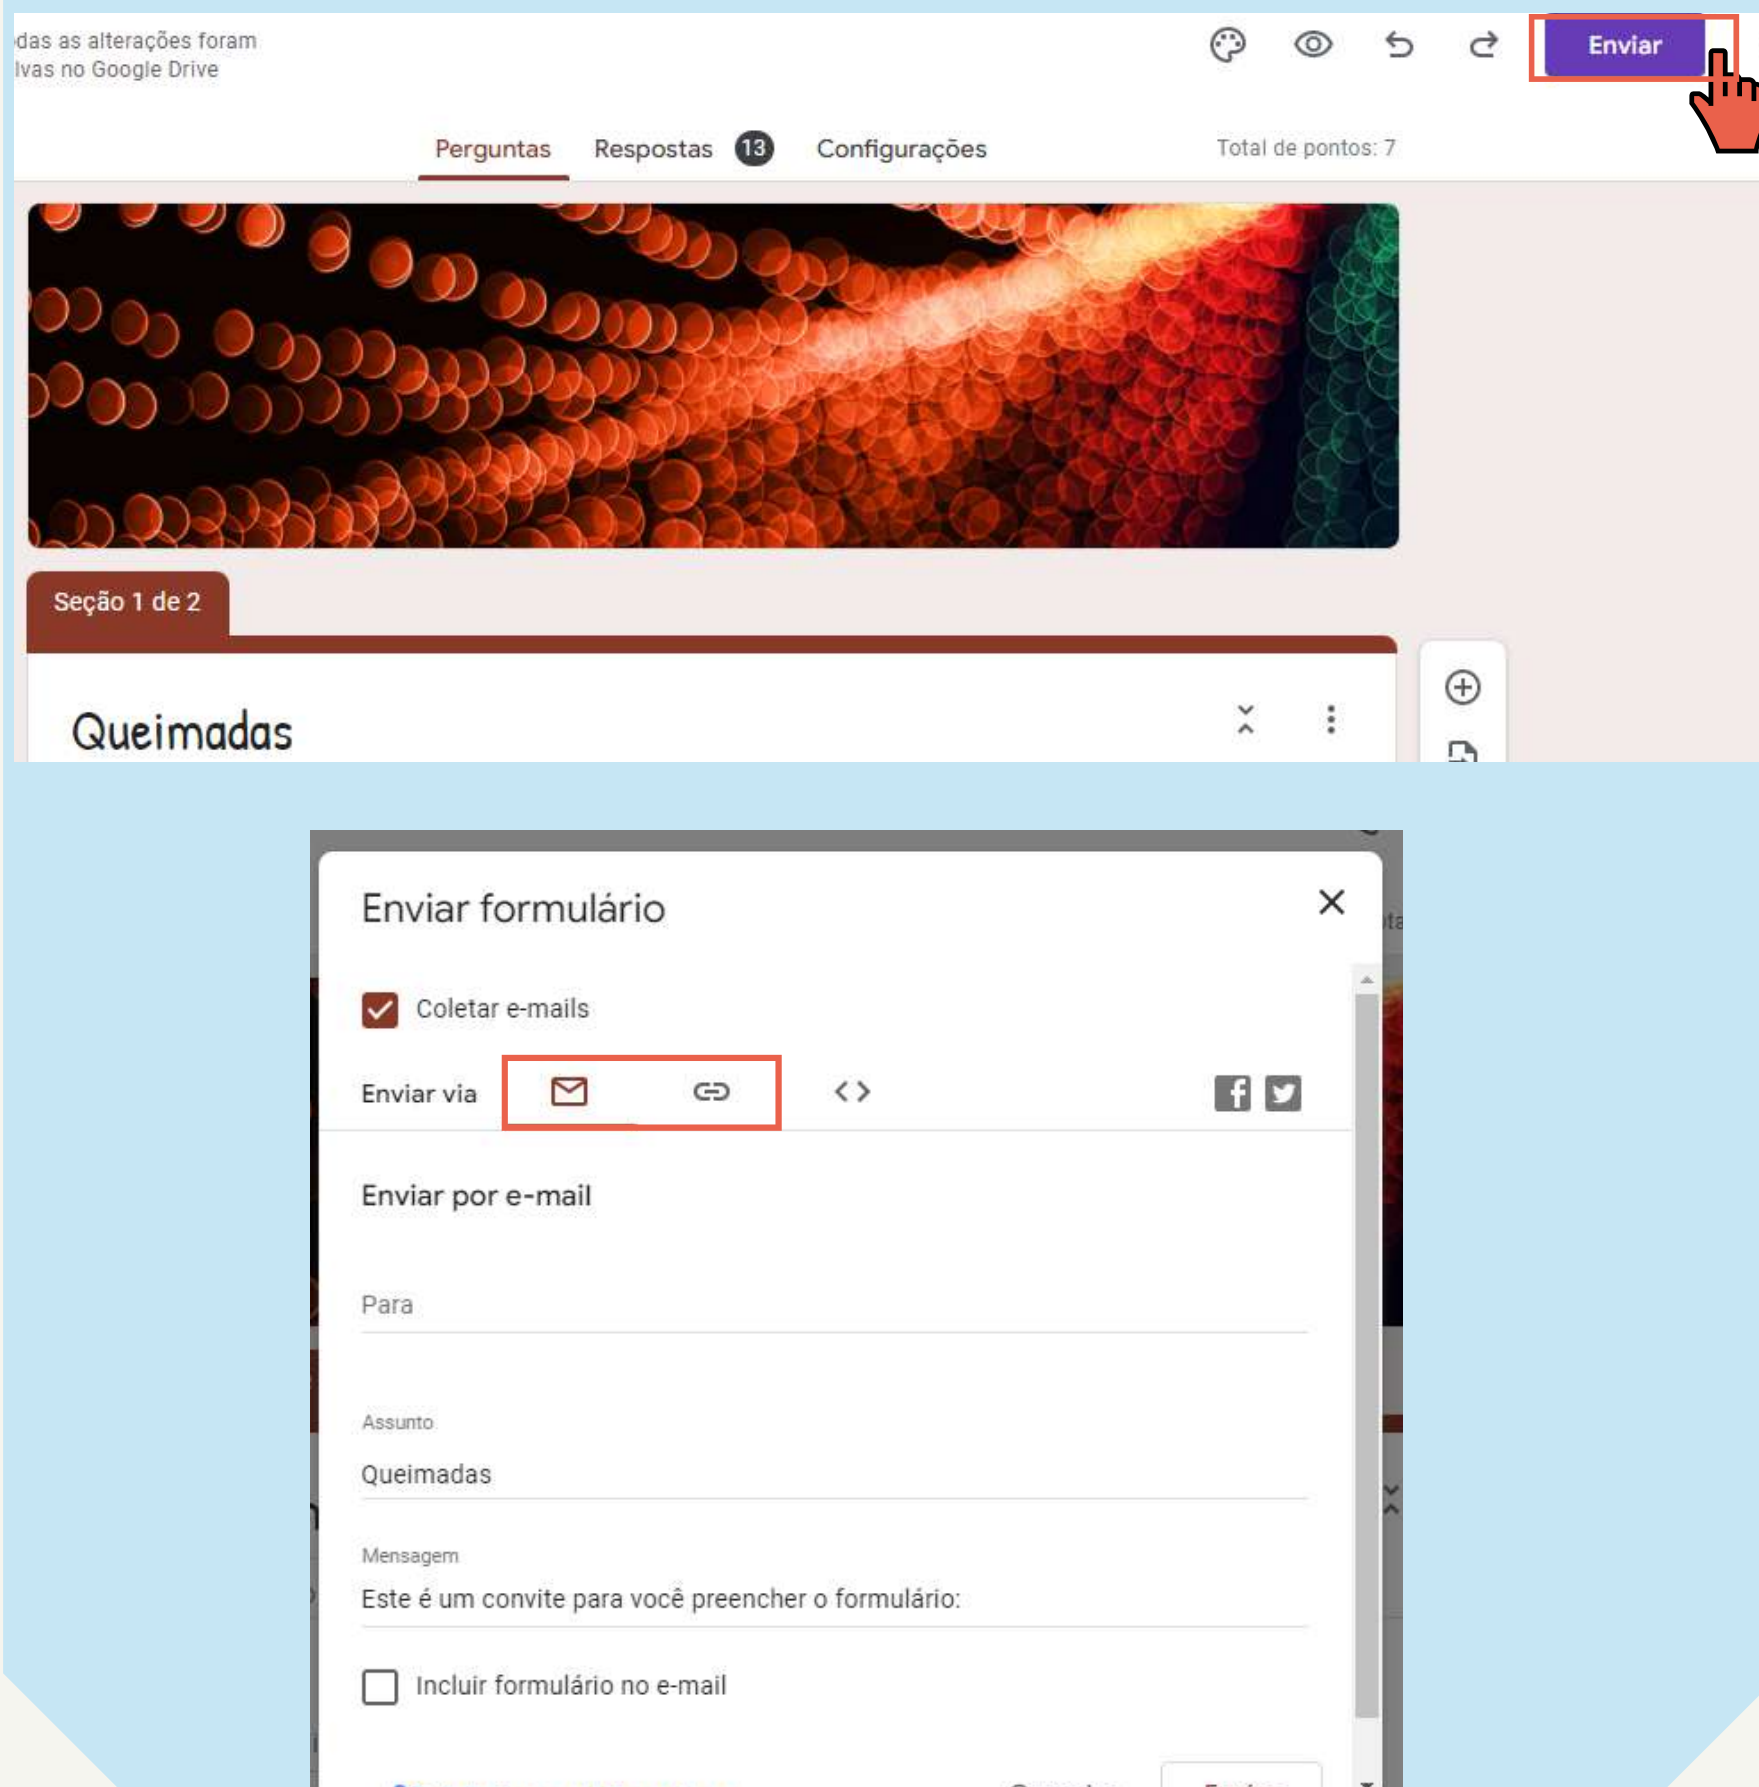 das as alterações foram
lvas no Google Drive
Enviar
Perguntas Respostas 13 Configurações Total de pontos: 7
Seção 1 de 2
Queimadas
Enviar formulário
Coletar e-mails
Enviar via
Enviar por e-mail
Para
Assunto
Queimadas
Mensagem
Este é um convite para você preencher o formulário:
Incluir formulário no e-mail